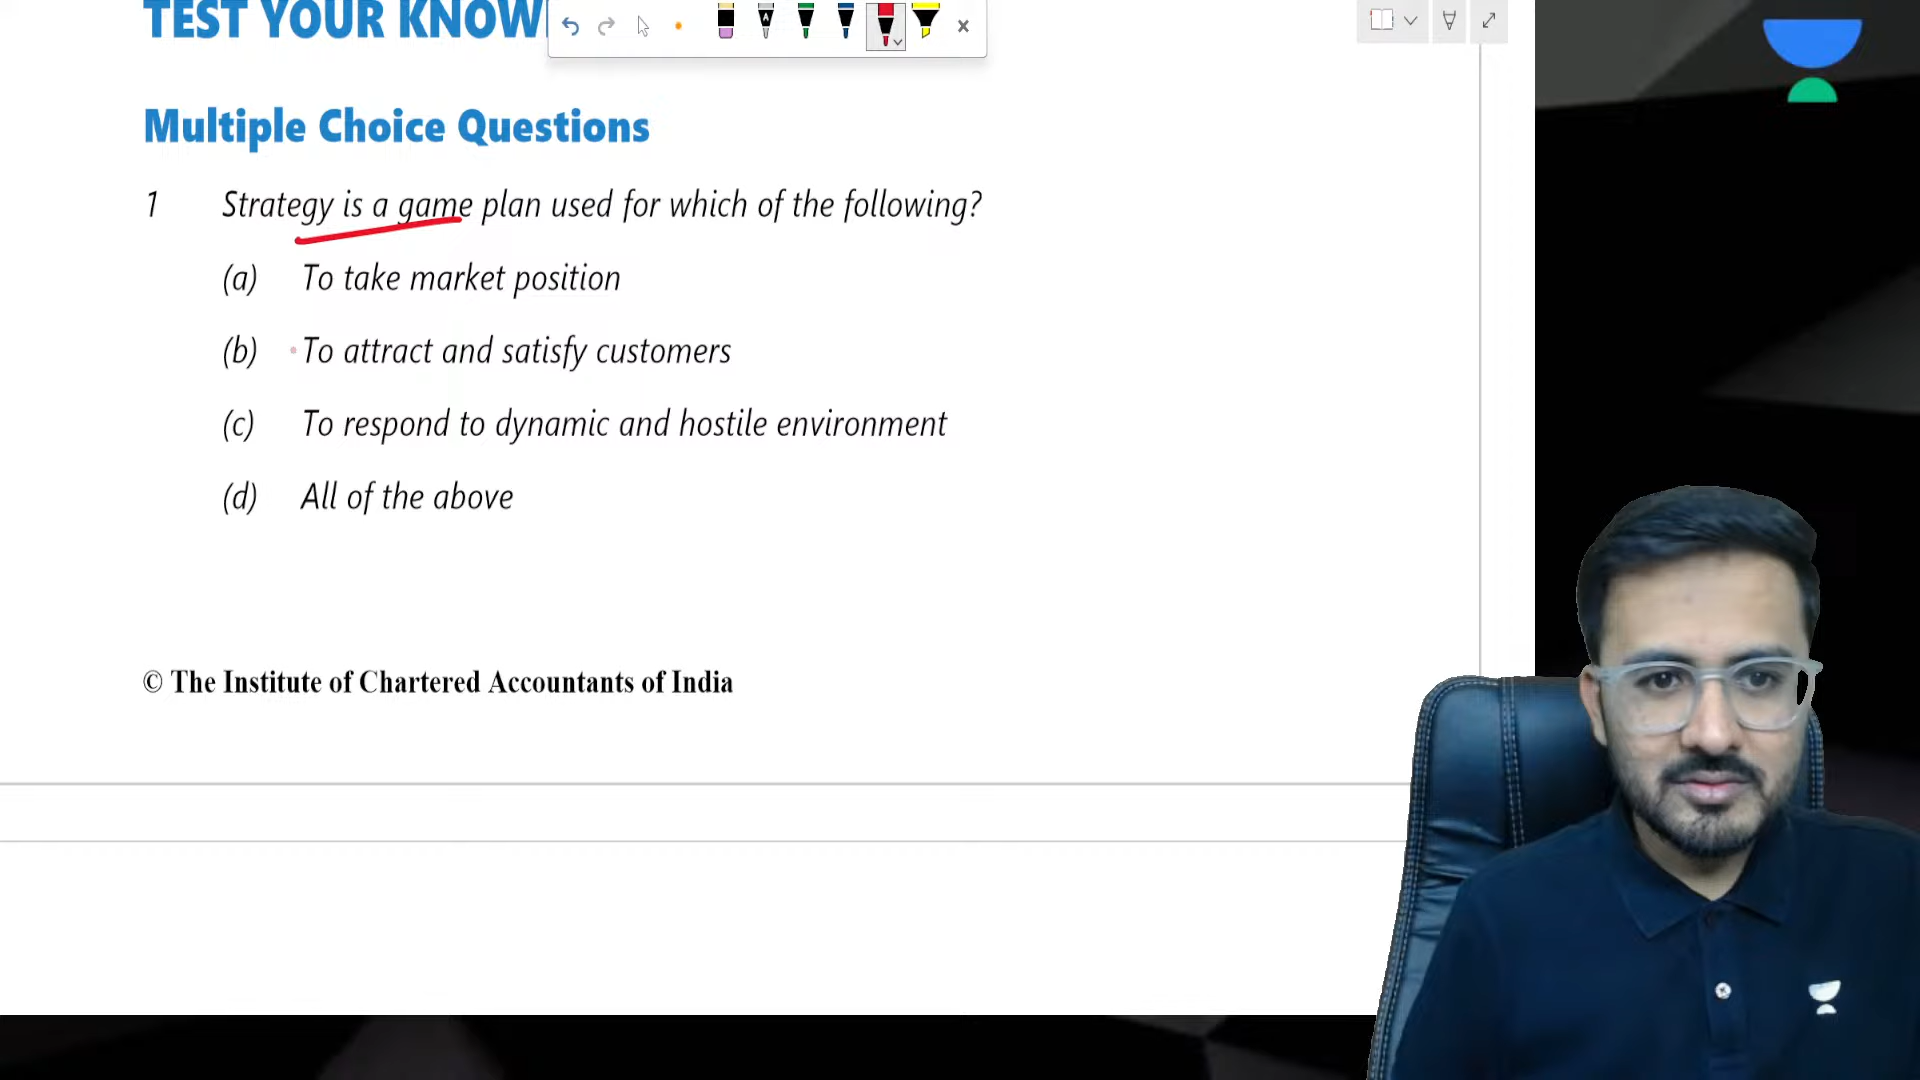 TEST YOUR KNOW
Multiple Choice Questions
1 Strategy is a game plan used for which of the following?
(a) To take market position
(b) To attract and satisfy customers
(c) To respond to dynamic and hostile environment
(d) All of the above
© The Institute of Chartered Accountants of India